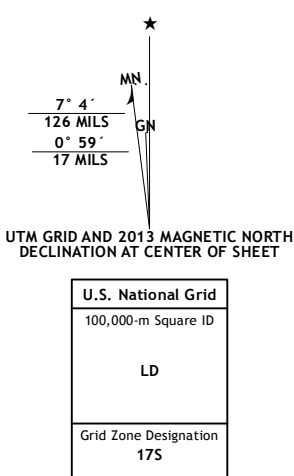 ★
MN
7° 4´
126 MILS
GN
0° 59´
17 MILS
UTM GRID AND 2013 MAGNETIC NORTH
DECLINATION AT CENTER OF SHEET
U.S. National Grid
100,000-m Square ID
LD
Grid Zone Designation
17S